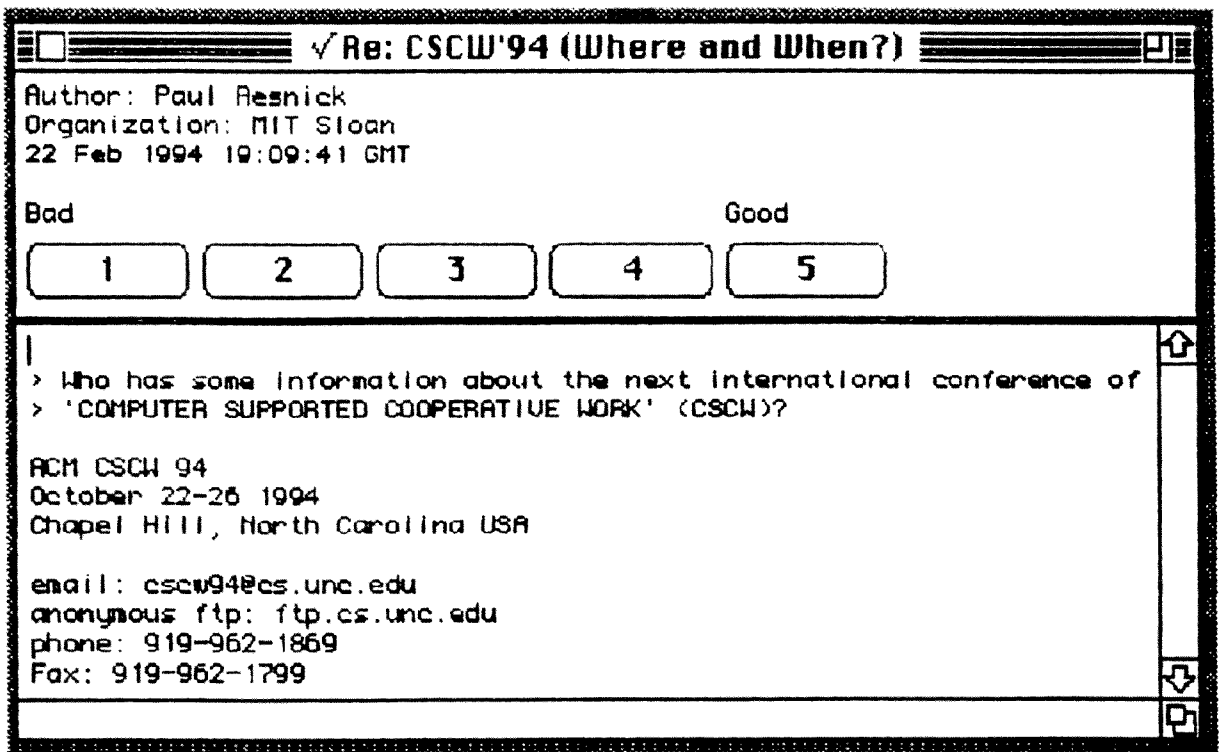 √ Re: CSCW'94 (Where and When?)
Author: Paul Resnick
Organization: MIT Sloan
22 Feb 1994 19:09:41 GMT
Bad Good
1 2 3 4 5
> Who has some information about the next international conference of
> 'COMPUTER SUPPORTED COOPERATIVE WORK' (CSCW)?
ACM CSCW 94
October 22-26 1994
Chapel Hill, North Carolina USA
email: cscw94@cs.unc.edu
anonymous ftp: ftp.cs.unc.edu
phone: 919-962-1869
Fax: 919-962-1799